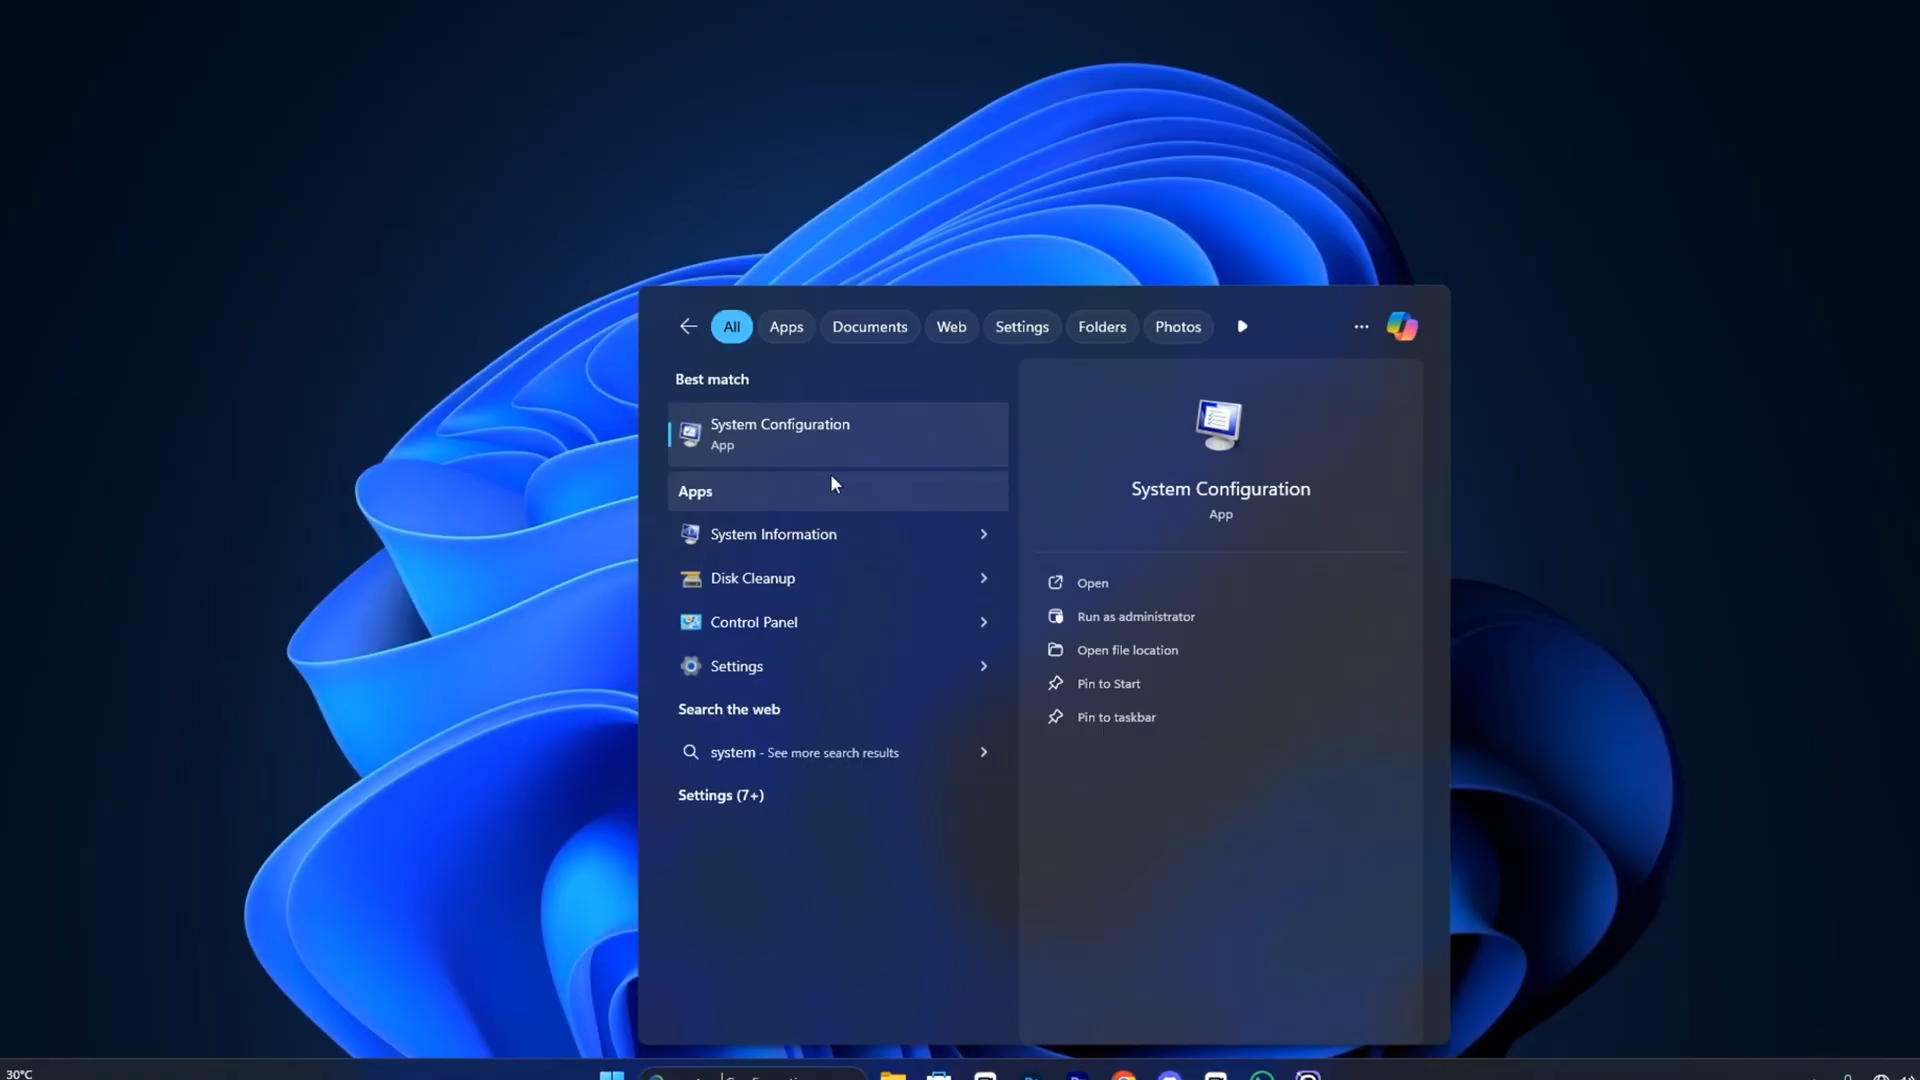 All
Apps
Documents
Web
Settings
Folders
Photos
Best match
System Configuration
App
Apps
System Information
Disk Cleanup
Control Panel
Settings
Search the web
system - See more search results
Settings (7+)
System Configuration
App
Open
Run as administrator
Open file location
Pin to Start
Pin to taskbar
30°C